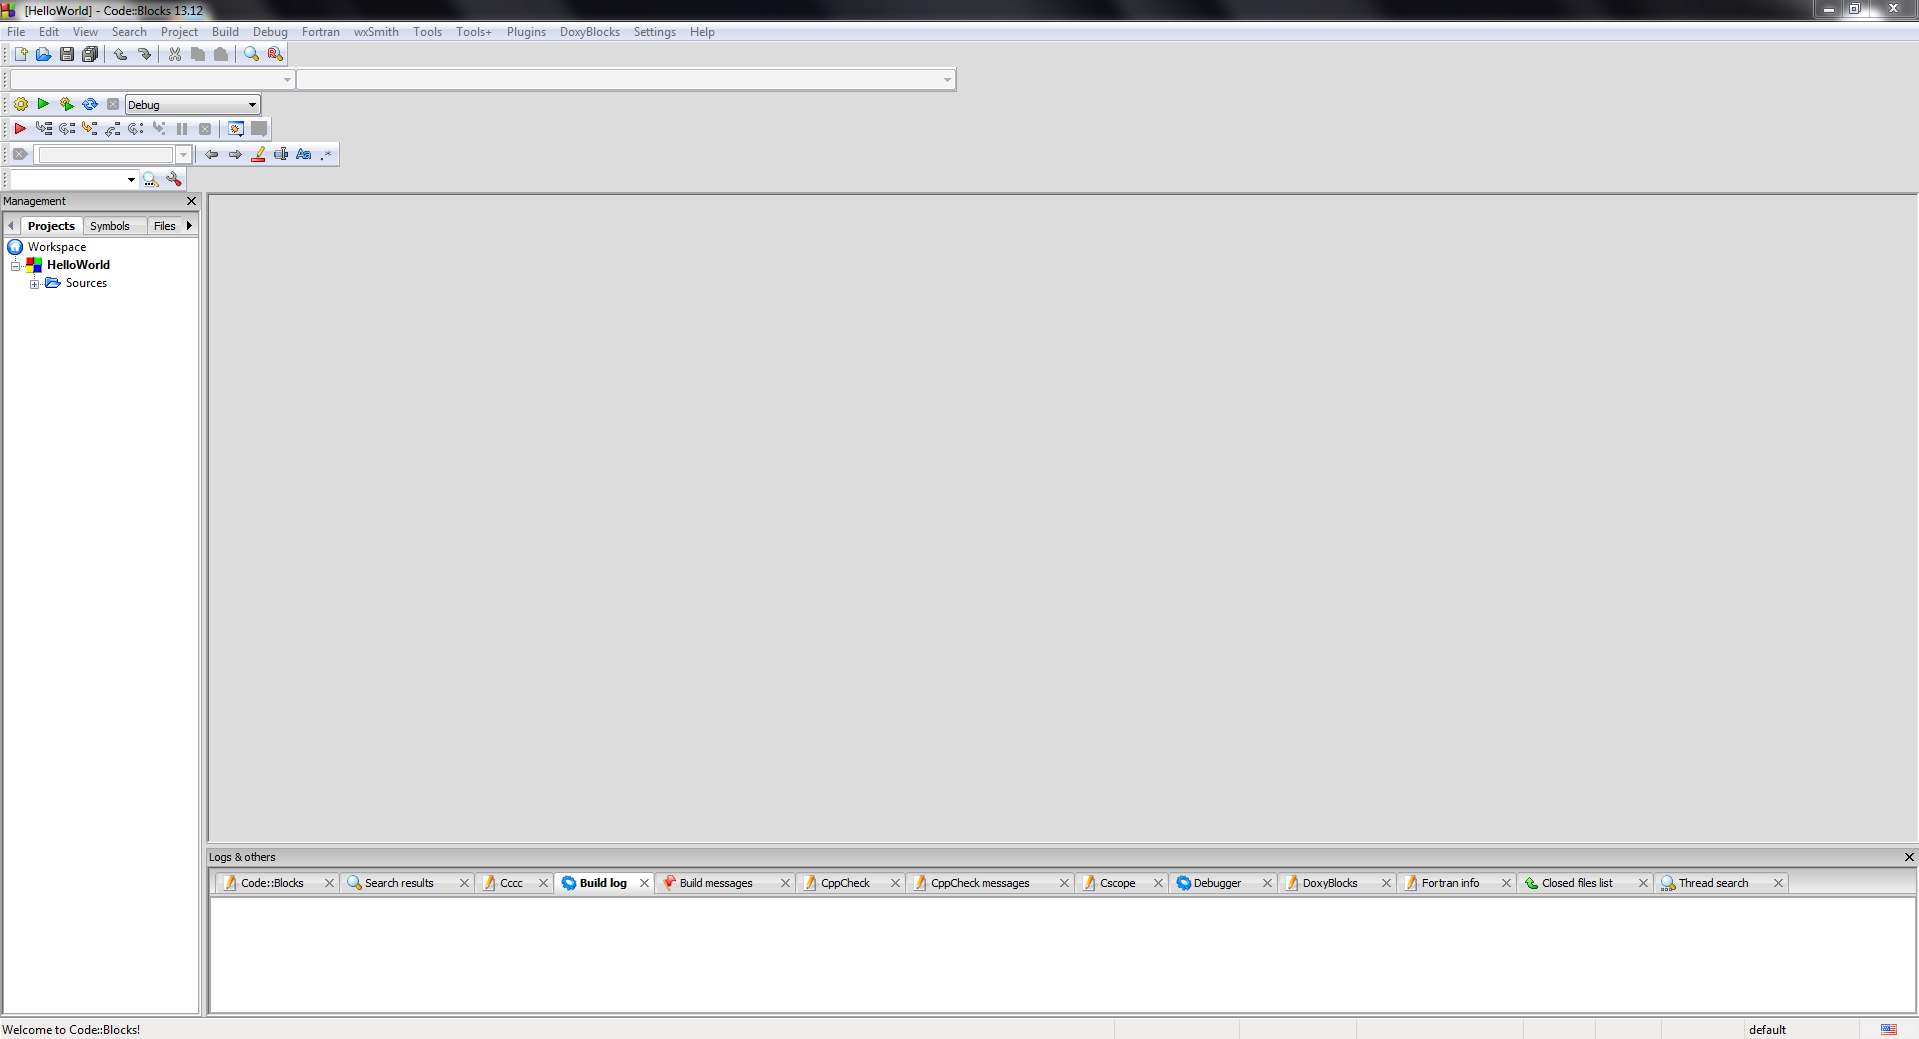 [HelloWorld] - Code::Blocks 13.12
File Edit View Search Project Build Debug Fortran wxSmith Tools Tools+ Plugins DoxyBlocks Settings Help
Debug
Aa .*
Management
Projects Symbols Files
Workspace
HelloWorld
Sources
Logs & others
Code::Blocks Search results Cccc Build log Build messages CppCheck CppCheck messages Cscope Debugger DoxyBlocks Fortran info Closed files list Thread search
Welcome to Code::Blocks! default